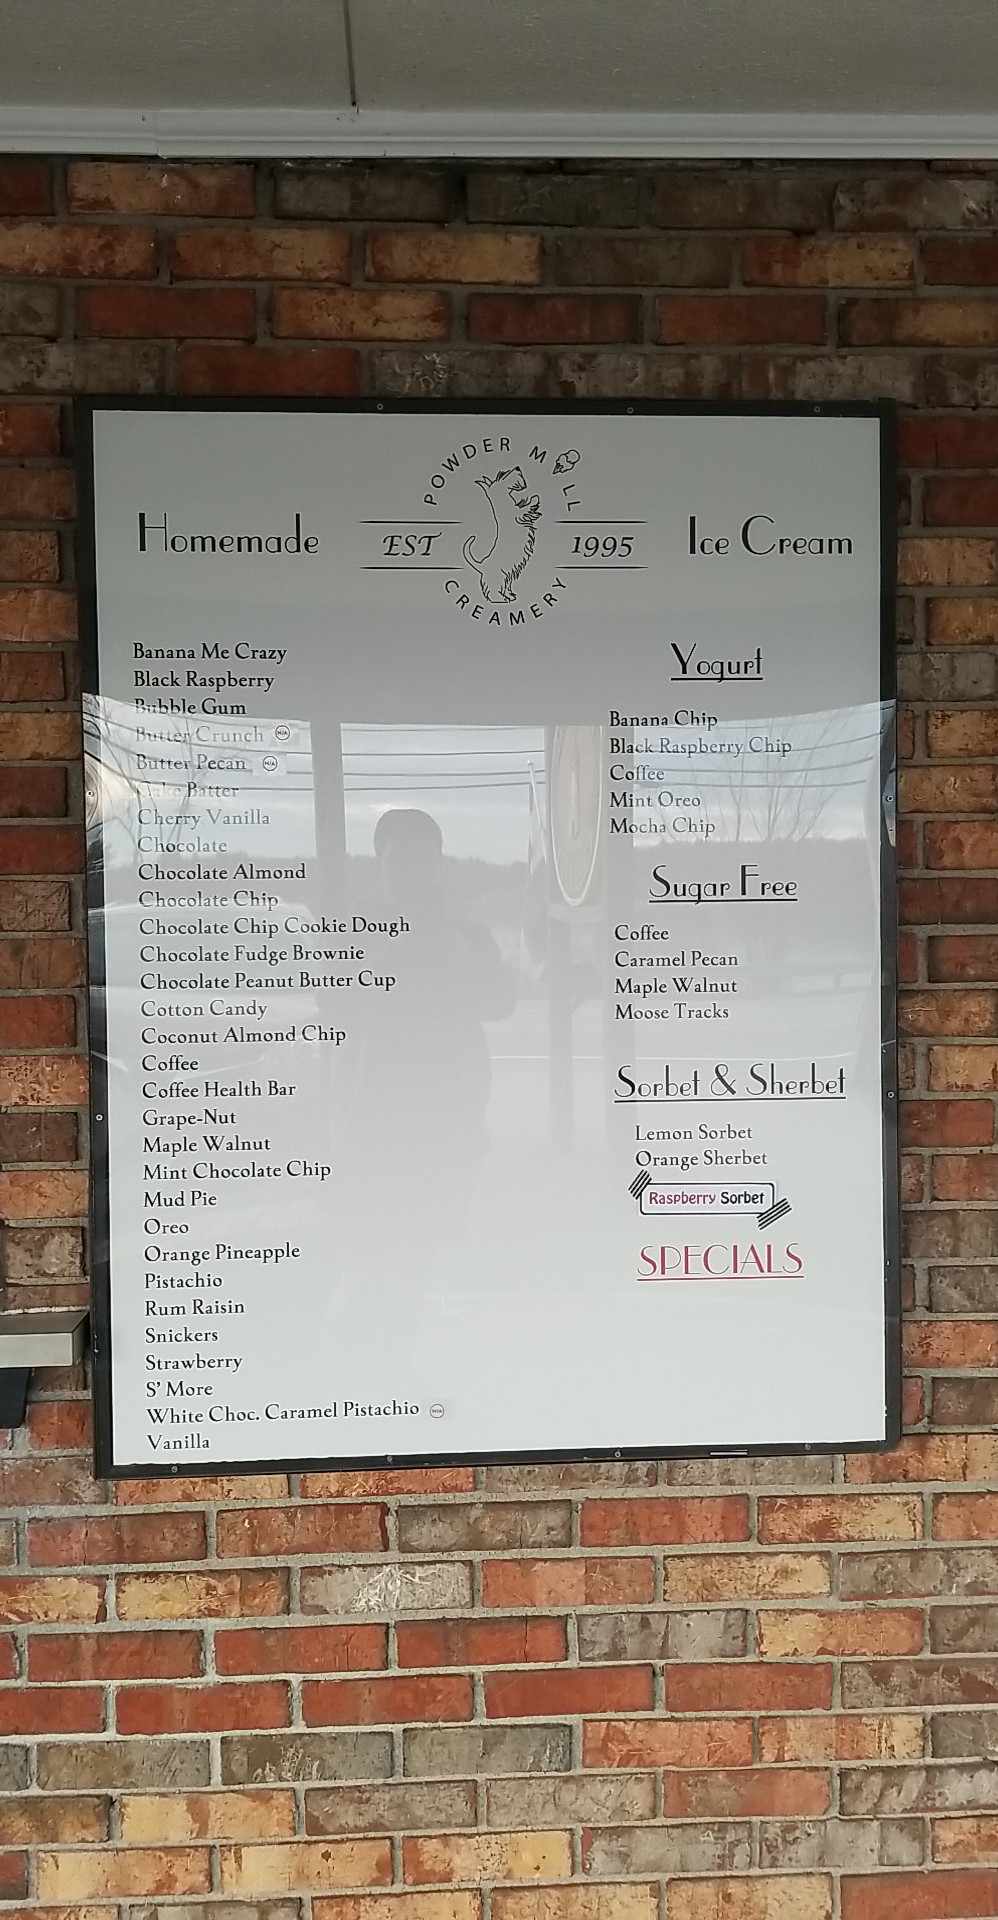 POWDER MILL
Homemade EST 1995 Ice Cream
CREAMERY
Banana Me Crazy
Black Raspberry
Bubble Gum
Butter Crunch N/A
Butter Pecan N/A
Cake Batter
Cherry Vanilla
Chocolate
Chocolate Almond
Chocolate Chip
Chocolate Chip Cookie Dough
Chocolate Fudge Brownie
Chocolate Peanut Butter Cup
Cotton Candy
Coconut Almond Chip
Coffee
Coffee Health Bar
Grape-Nut
Maple Walnut
Mint Chocolate Chip
Mud Pie
Oreo
Orange Pineapple
Pistachio
Rum Raisin
Snickers
Strawberry
S' More
White Choc. Caramel Pistachio N/A
Vanilla
Yogurt
Banana Chip
Black Raspberry Chip
Coffee
Mint Oreo
Mocha Chip
Sugar Free
Coffee
Caramel Pecan
Maple Walnut
Moose Tracks
Sorbet & Sherbet
Lemon Sorbet
Orange Sherbet
Raspberry Sorbet
SPECIALS